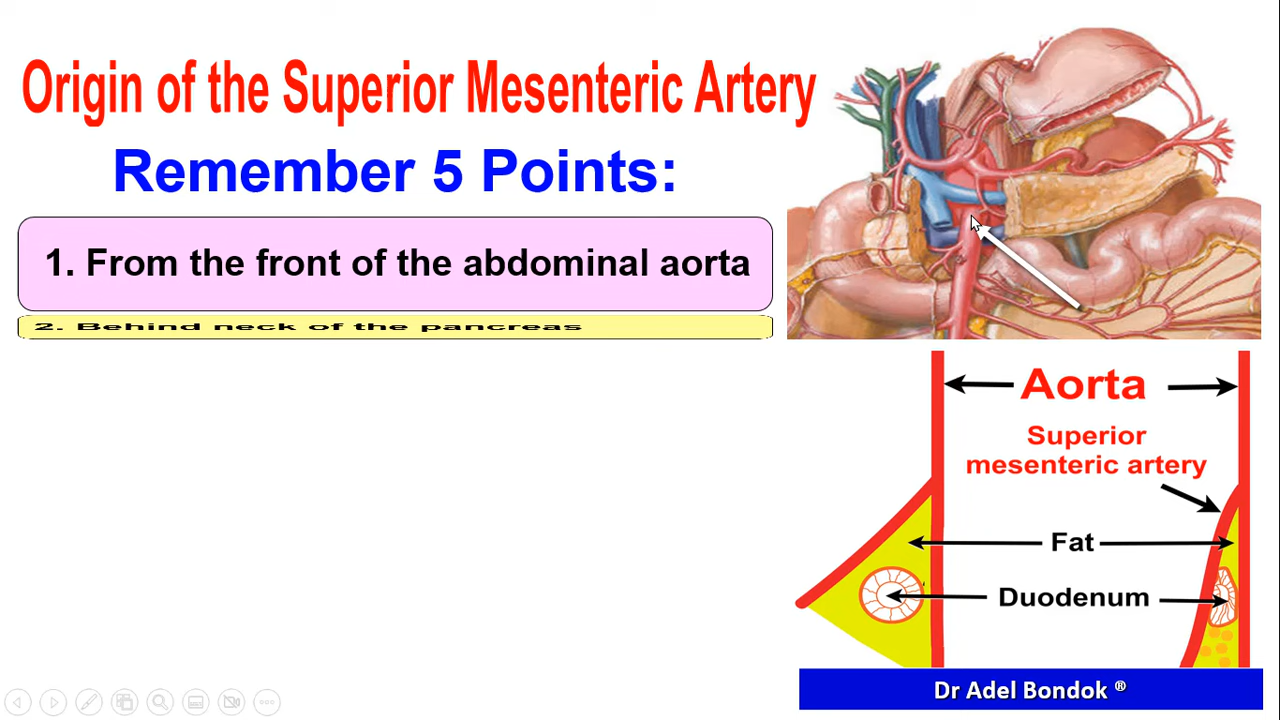 Origin of the Superior Mesenteric Artery
Remember 5 Points:
1. From the front of the abdominal aorta
2. Behind neck of the pancreas
Aorta
Superior
mesenteric artery
Fat
Duodenum
Dr Adel Bondok ®